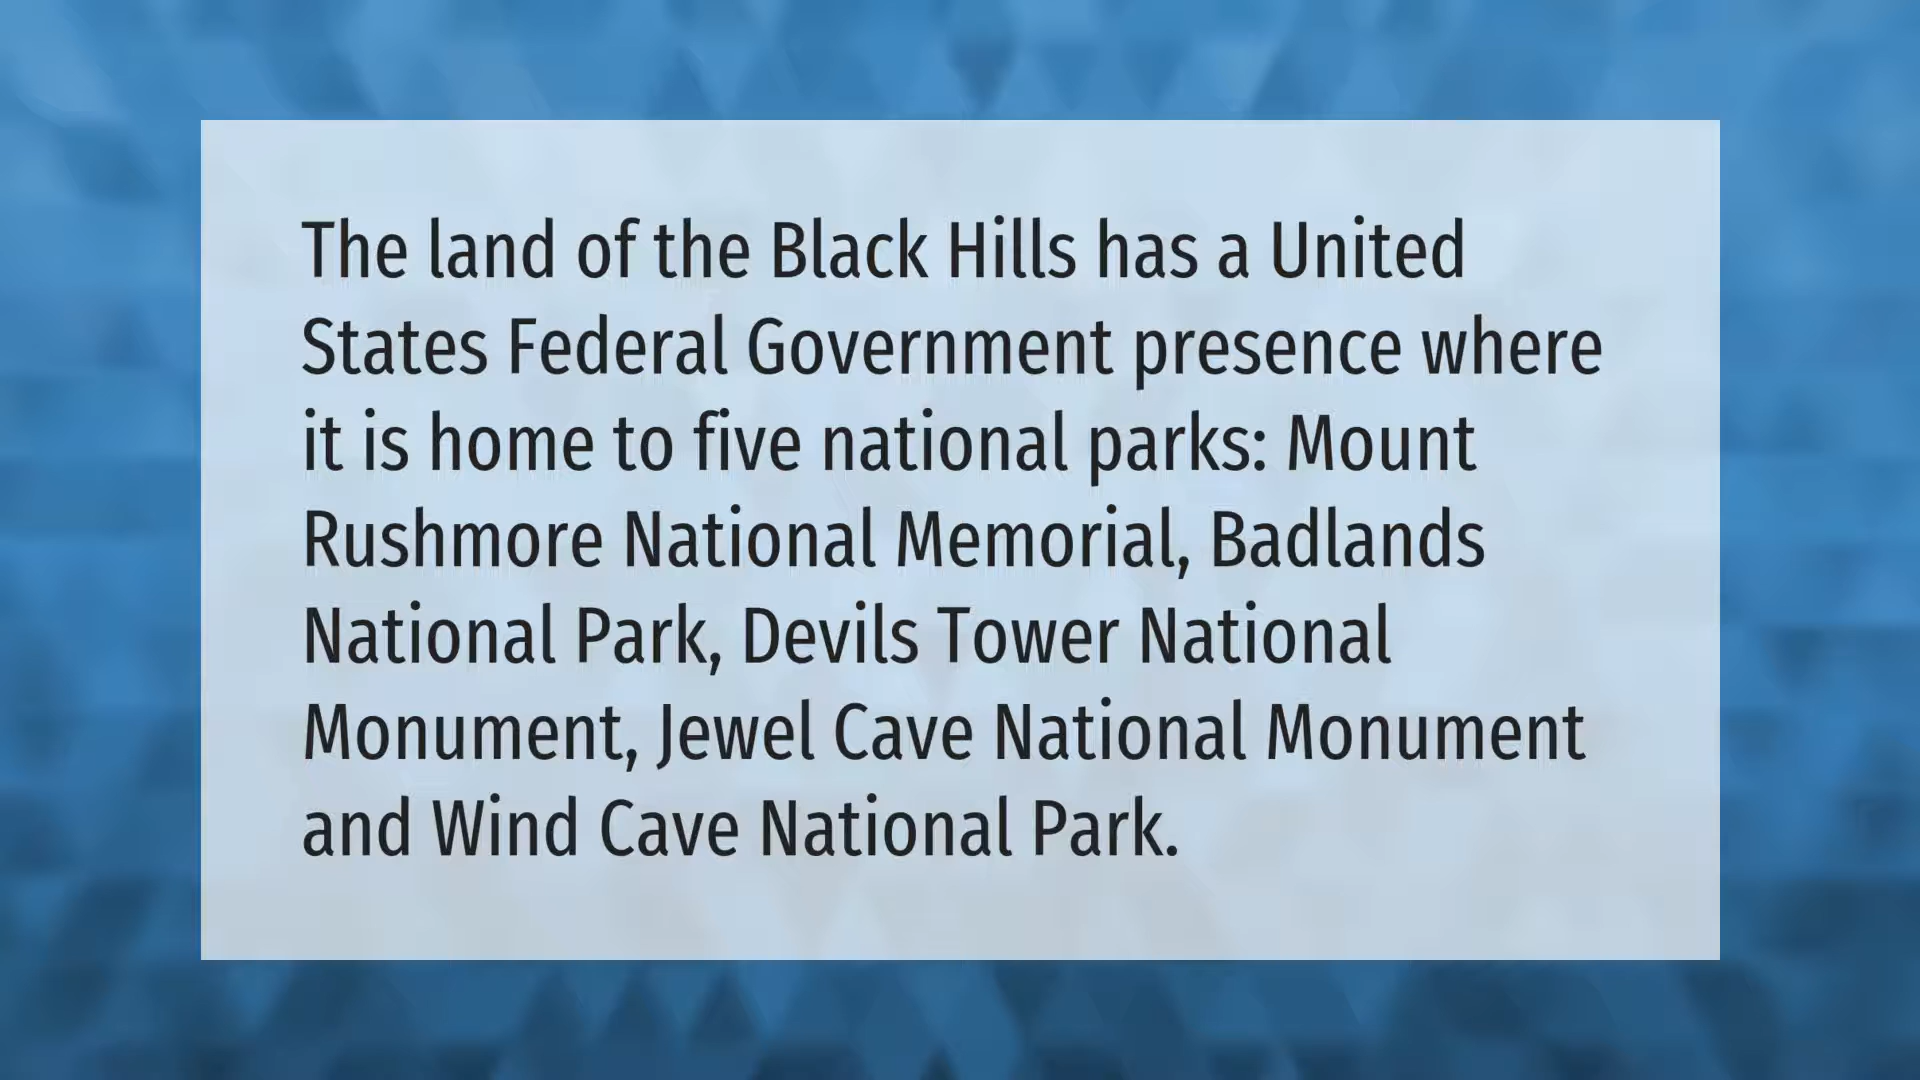 The land of the Black Hills has a United
States Federal Government presence where
it is home to five national parks: Mount
Rushmore National Memorial, Badlands
National Park, Devils Tower National
Monument, Jewel Cave National Monument
and Wind Cave National Park.